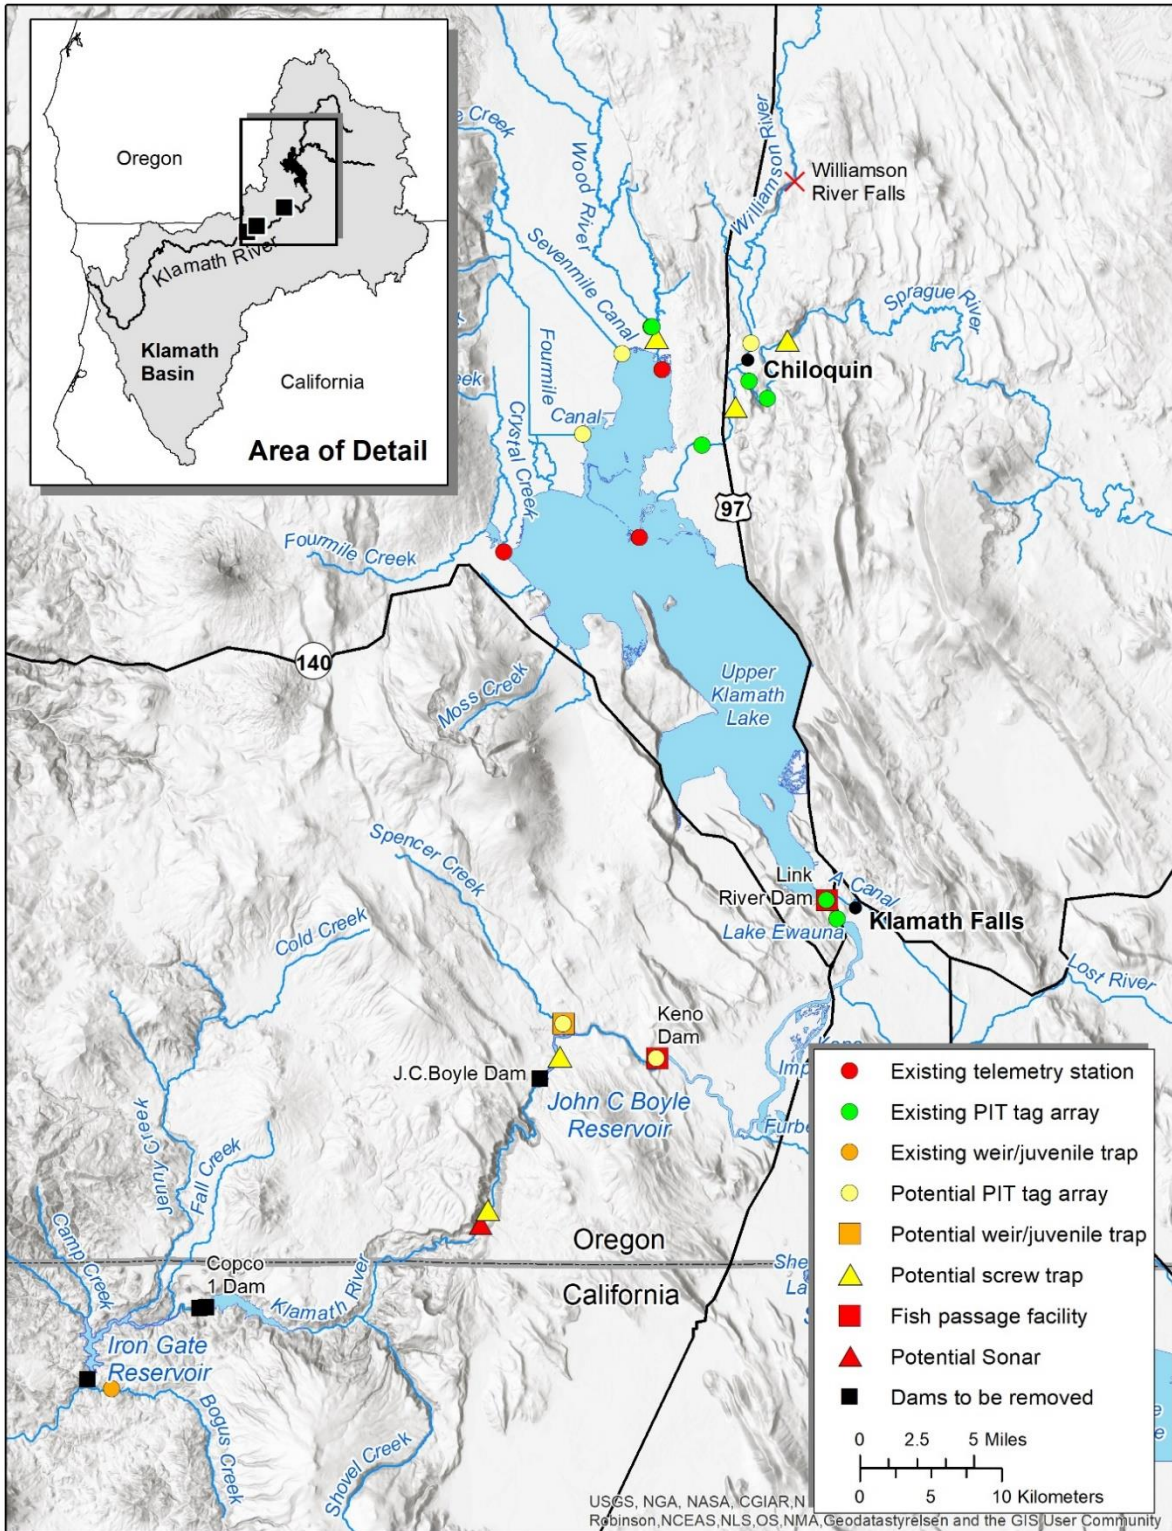 Oregon
Klamath River
Klamath
Basin
California
Area of Detail
e Creek
Wood River
Williamson River
Williamson
River Falls
Sevenmile Canal
Sprague River
Fourmile
Canal
Chiloquin
eek
Crystal Creek
97
Fourmile Creek
140
Moss Creek
Upper
Klamath
Lake
Spencer Creek
Link
River Dam
A Canal
Klamath Falls
Lake Ewauna
Lost River
Cold Creek
Keno
Dam
J.C.Boyle Dam
John C Boyle
Reservoir
Imp
Furbe
Jenny Creek
Fall Creek
Camp Creek
Oregon
California
She
La
Copco
1 Dam
Klamath River
Iron Gate
Reservoir
Bogus Creek
Shovel Creek
Existing telemetry station
Existing PIT tag array
Existing weir/juvenile trap
Potential PIT tag array
Potential weir/juvenile trap
Potential screw trap
Fish passage facility
Potential Sonar
Dams to be removed
0 2.5 5 Miles
0 5 10 Kilometers
USGS, NGA, NASA, CGIAR,N
Robinson,NCEAS,NLS,OS,NMA,Geodatastyrelsen and the GIS User Community